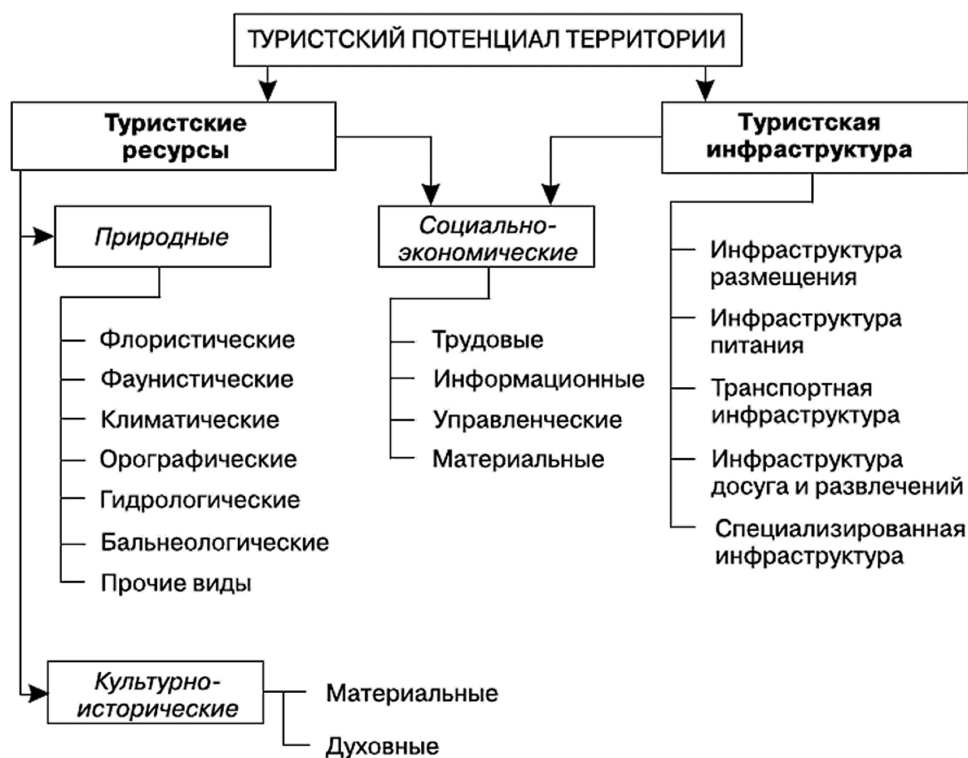 ТУРИСТСКИЙ ПОТЕНЦИАЛ ТЕРРИТОРИИ
Туристские
ресурсы
Туристская
инфраструктура
Природные
Социально-
экономические
Флористические
Фаунистические
Климатические
Орографические
Гидрологические
Бальнеологические
Прочие виды
Трудовые
Информационные
Управленческие
Материальные
Инфраструктура
размещения
Инфраструктура
питания
Транспортная
инфраструктура
Инфраструктура
досуга и развлечений
Специализированная
инфраструктура
Культурно-
исторические
Материальные
Духовные